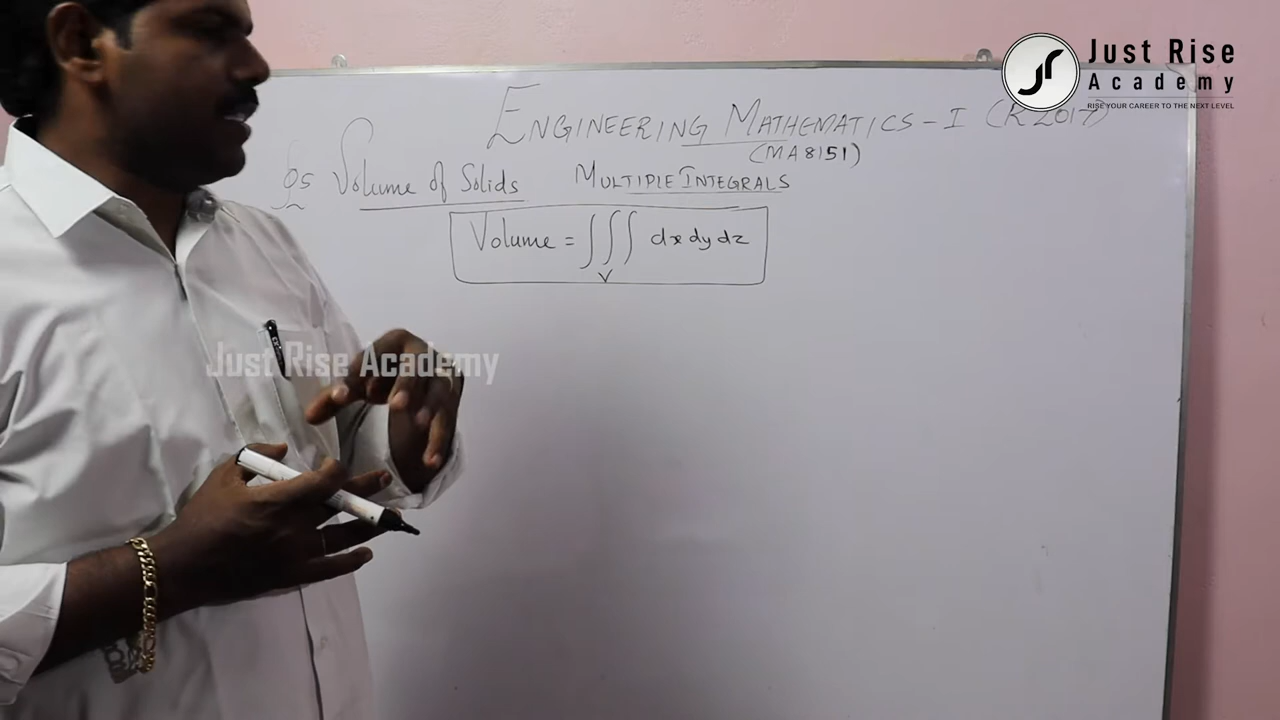 Just Rise
Academy
RISE YOUR CAREER TO THE NEXT LEVEL
ENGINEERING MATHEMATICS - I (R2017)
(MA8151)
05 Volume of Solids MULTIPLE INTEGRALS
Volume = ∭ dx dy dz
V
Just Rise Academy